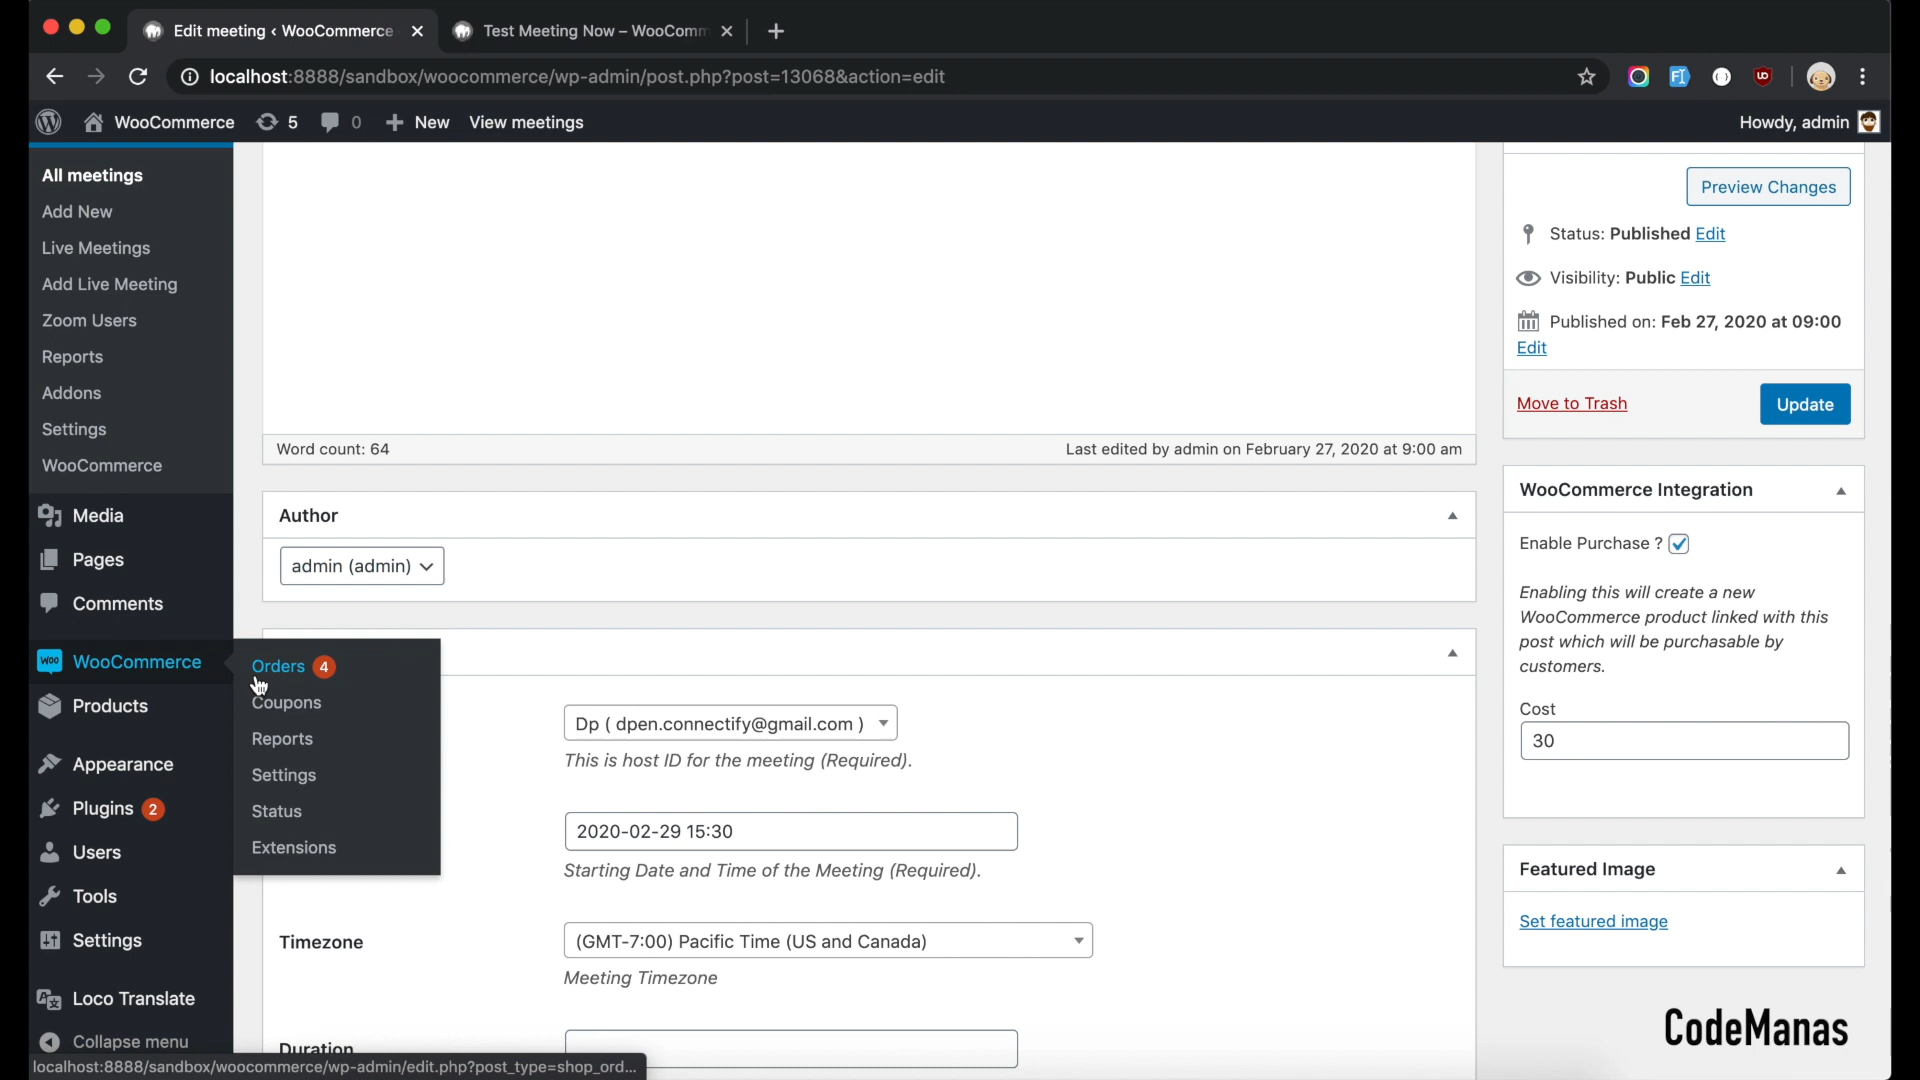 Edit meeting ‹ WooCommerce
Test Meeting Now – WooComm
localhost:8888/sandbox/woocommerce/wp-admin/post.php?post=13068&action=edit
WooCommerce
5
0
New
View meetings
Howdy, admin
All meetings
Add New
Live Meetings
Add Live Meeting
Zoom Users
Reports
Addons
Settings
WooCommerce
Media
Pages
Comments
WooCommerce
Products
Appearance
Plugins 2
Users
Tools
Settings
Loco Translate
Collapse menu
Orders 4
Coupons
Reports
Settings
Status
Extensions
Word count: 64
Last edited by admin on February 27, 2020 at 9:00 am
Author
admin (admin)
Dp ( dpen.connectify@gmail.com )
This is host ID for the meeting (Required).
2020-02-29 15:30
Starting Date and Time of the Meeting (Required).
Timezone
(GMT-7:00) Pacific Time (US and Canada)
Meeting Timezone
Duration
Preview Changes
Status: Published Edit
Visibility: Public Edit
Published on: Feb 27, 2020 at 09:00
Edit
Move to Trash
Update
WooCommerce Integration
Enable Purchase ?
Enabling this will create a new
WooCommerce product linked with this
post which will be purchasable by
customers.
Cost
30
Featured Image
Set featured image
CodeManas
localhost:8888/sandbox/woocommerce/wp-admin/edit.php?post_type=shop_ord...